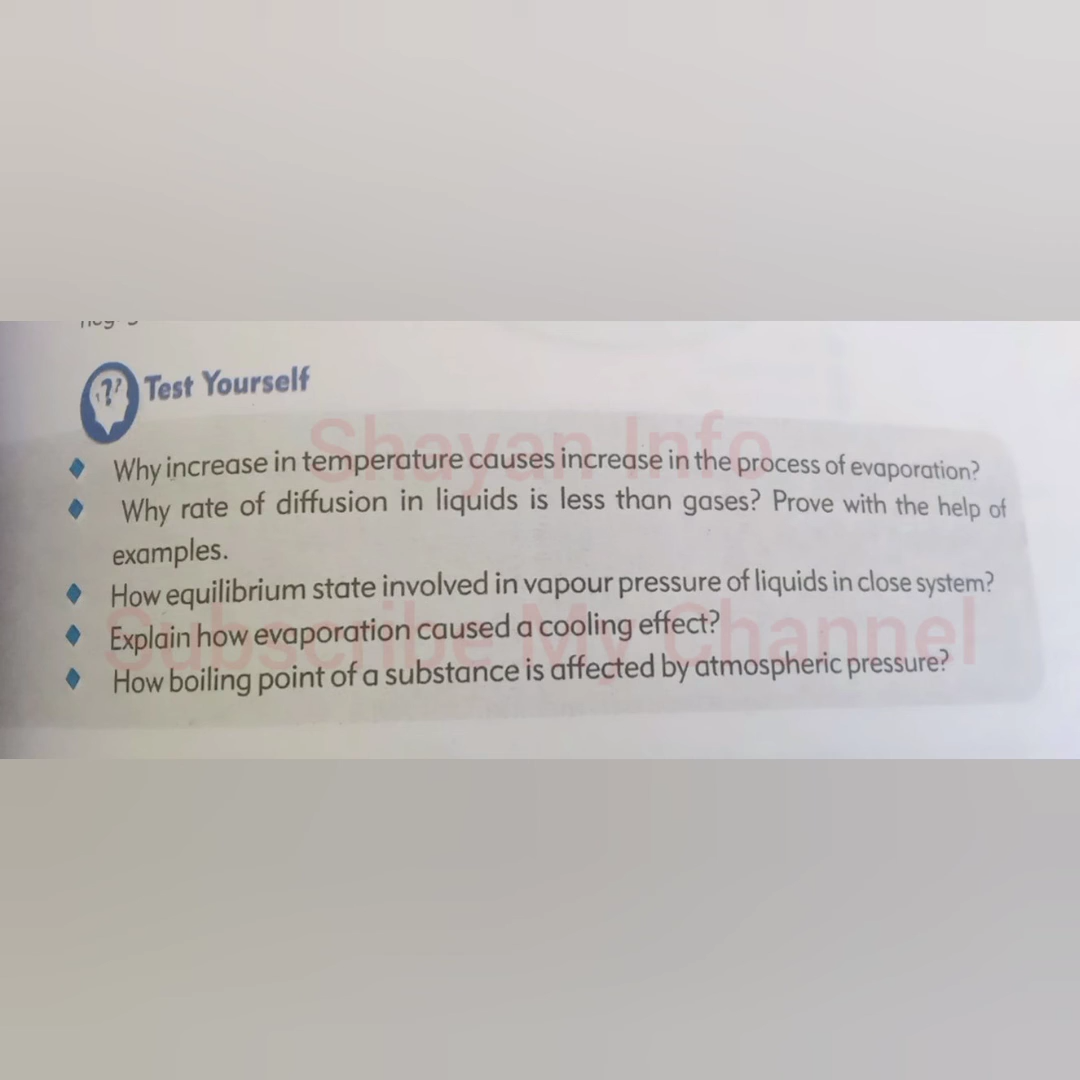 Test Yourself
Shayan Info
Why increase in temperature causes increase in the process of evaporation?
Why rate of diffusion in liquids is less than gases? Prove with the help of
examples.
How equilibrium state involved in vapour pressure of liquids in close system?
Subscribe My Channel
Explain how evaporation caused a cooling effect?
How boiling point of a substance is affected by atmospheric pressure?